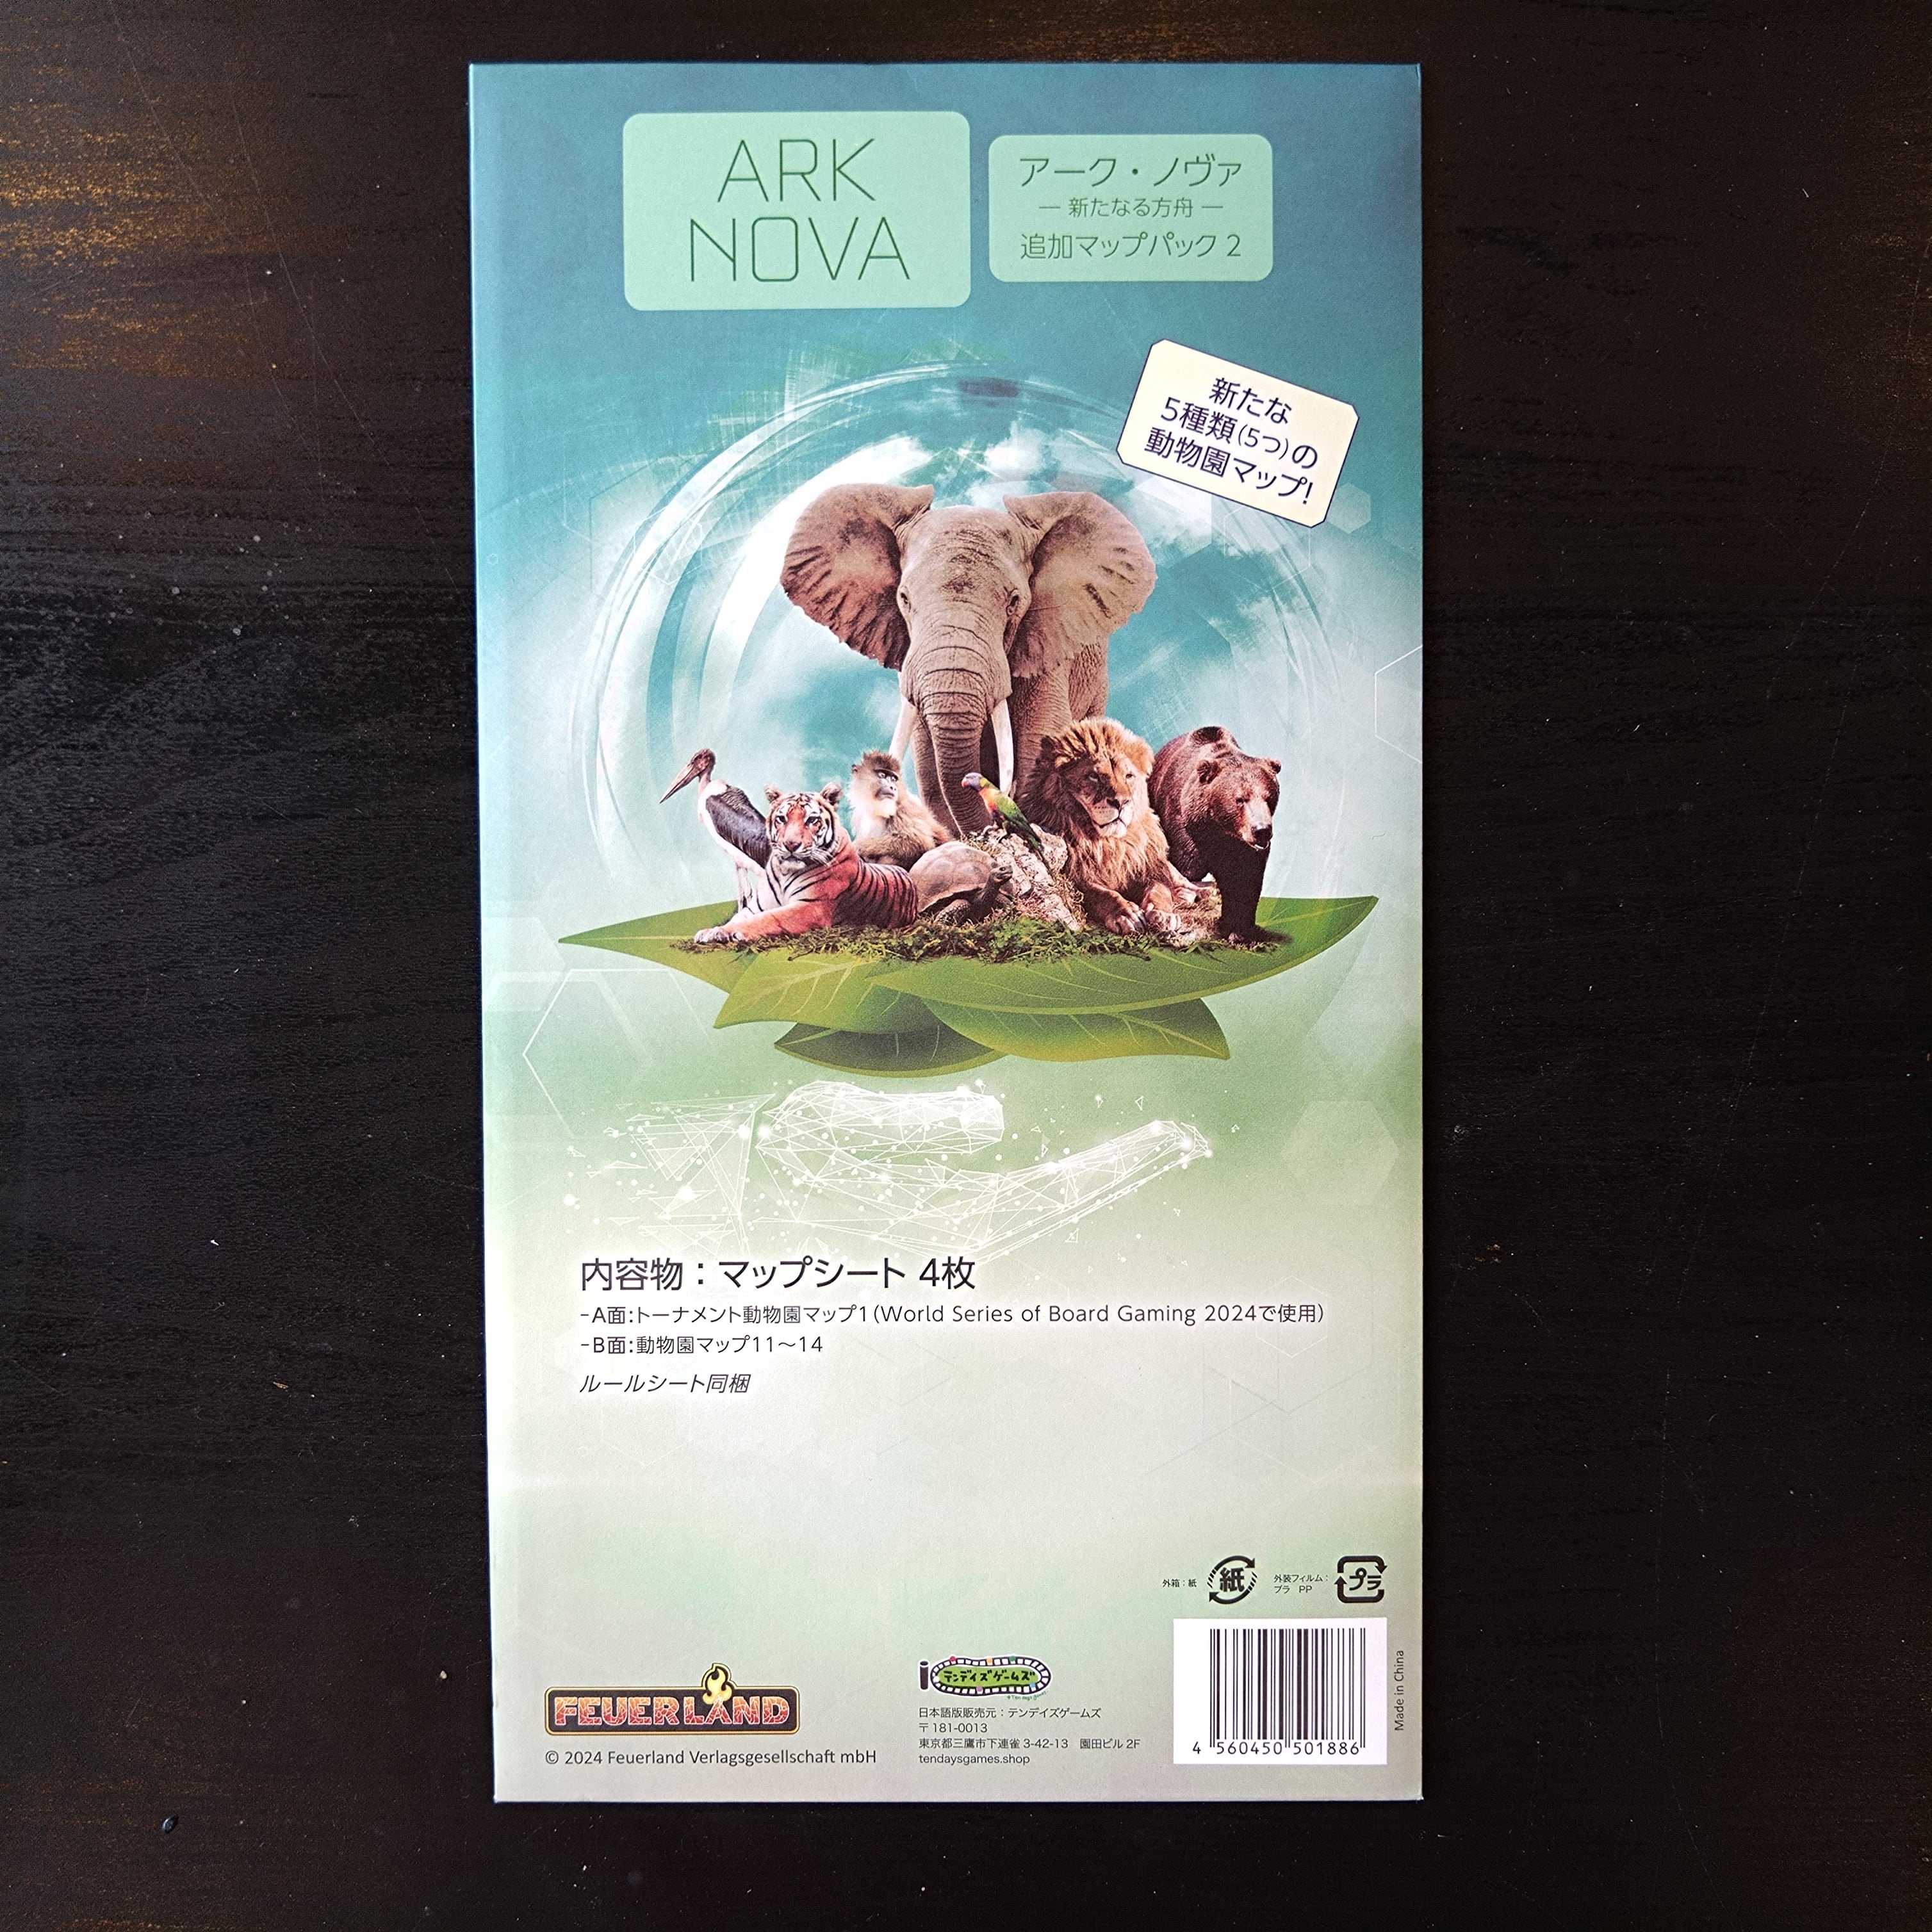 ARK
NOVA
アーク・ノヴァ
― 新たなる方舟 ―
追加マップパック 2
新たな
5種類(5つ)の
動物園マップ!
内容物：マップシート 4枚
-A面:トーナメント動物園マップ1(World Series of Board Gaming 2024で使用)
-B面:動物園マップ11～14
ルールシート同梱
外箱：紙
紙
外装フィルム：
プラ PP
プラ
FEUERLAND
© 2024 Feuerland Verlagsgesellschaft mbH
テンデイズゲームズ
日本語版販売元：テンデイズゲームズ
〒181-0013
東京都三鷹市下連雀 3-42-13 園田ビル 2F
tendaysgames.shop
4 560450 501886
Made in China